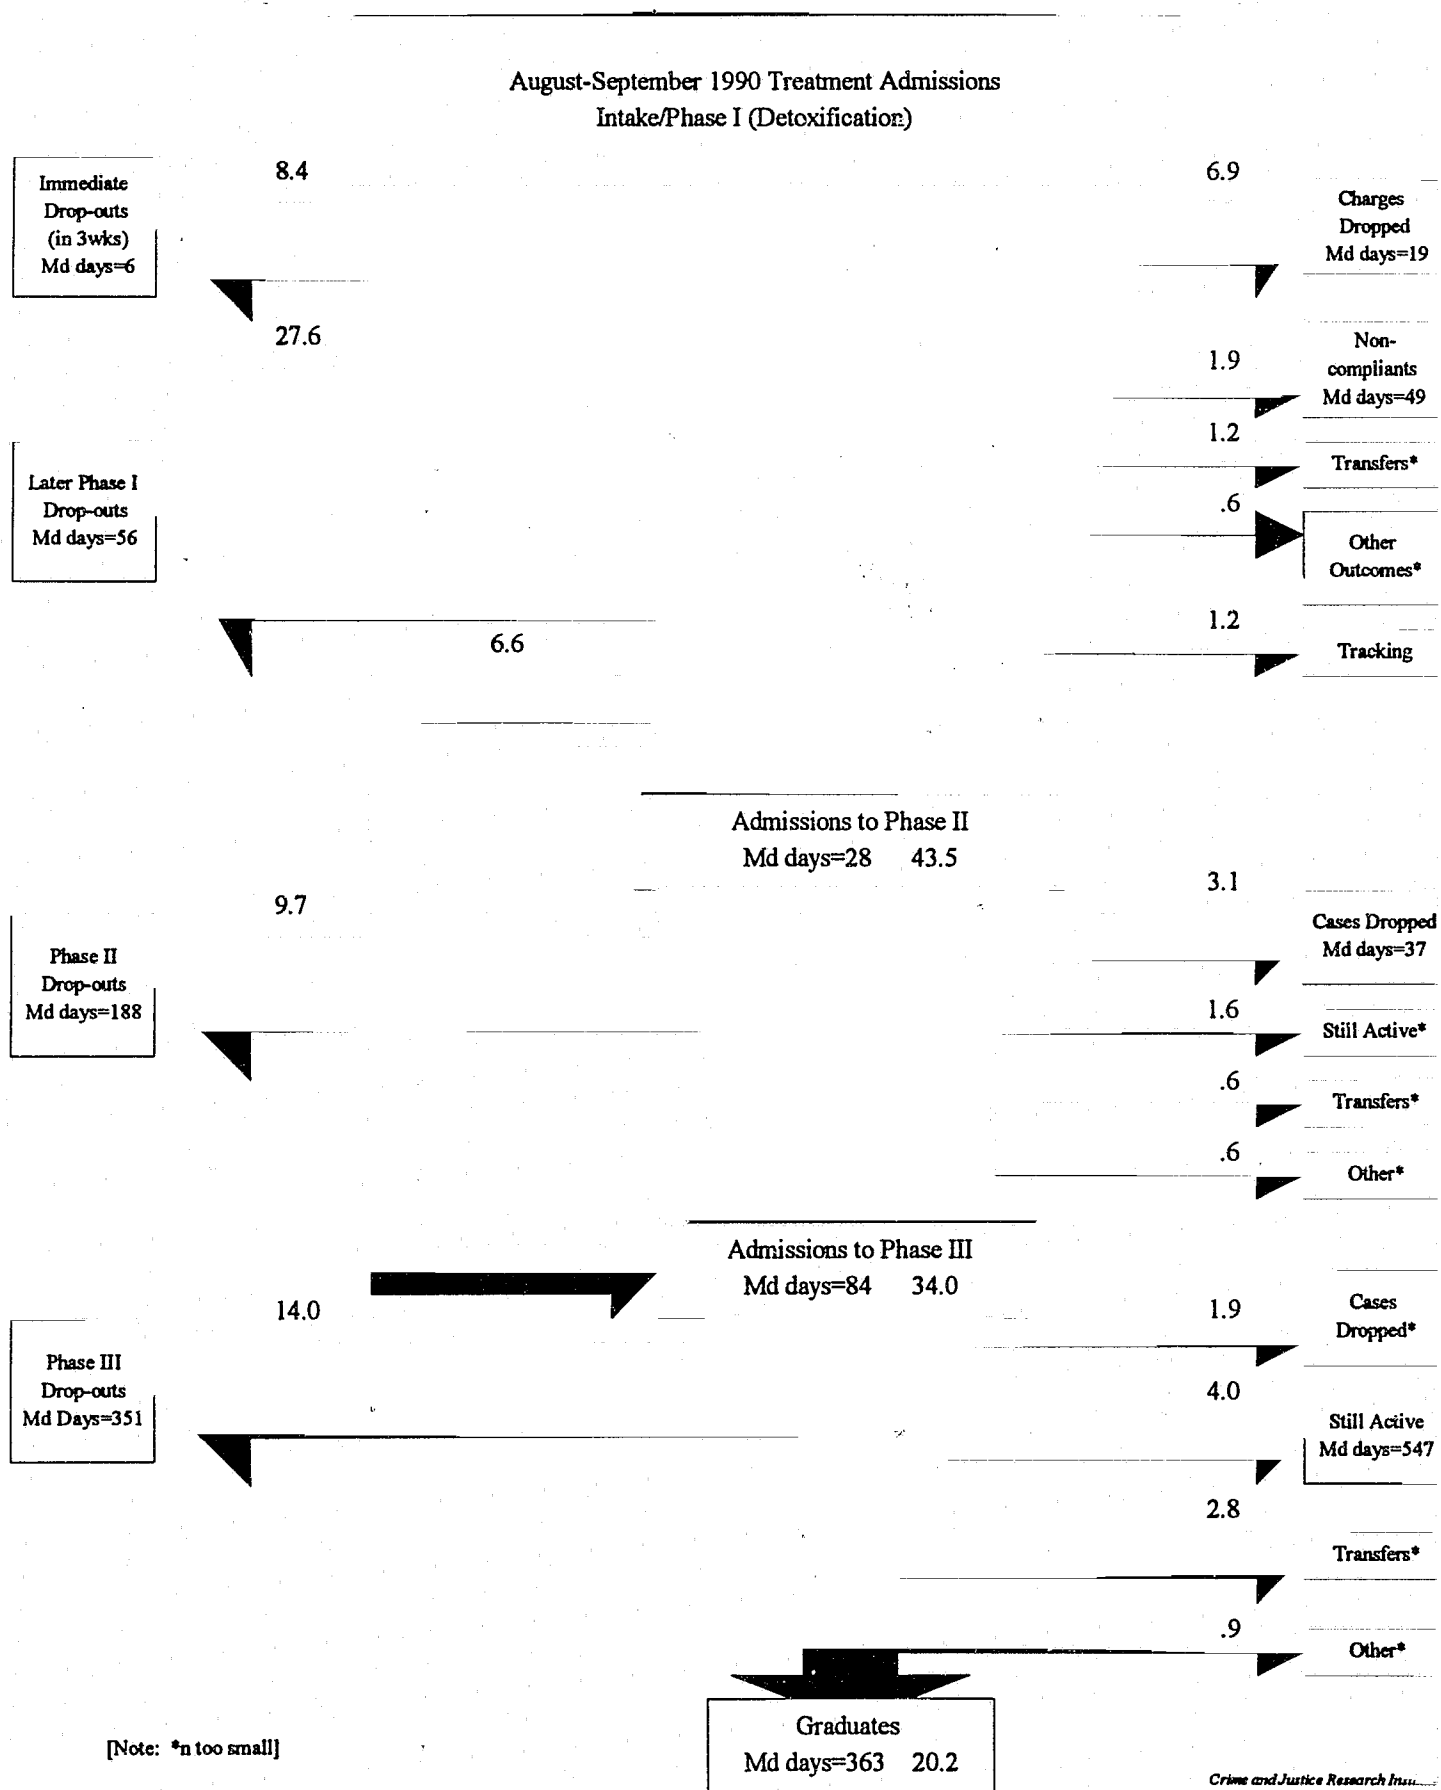 August-September 1990 Treatment Admissions
Intake/Phase I (Detoxification)
8.4
6.9
Immediate
Drop-outs
(in 3wks)
Md days=6
Charges
Dropped
Md days=19
27.6
1.9
Non-
compliants
Md days=49
1.2
Transfers*
Later Phase I
Drop-outs
Md days=56
.6
Other
Outcomes*
6.6
1.2
Tracking
Admissions to Phase II
Md days=28 43.5
9.7
3.1
Phase II
Drop-outs
Md days=188
Cases Dropped
Md days=37
1.6
Still Active*
.6
Transfers*
.6
Other*
Admissions to Phase III
Md days=84 34.0
14.0
1.9
Cases
Dropped*
Phase III
Drop-outs
Md Days=351
4.0
Still Active
Md days=547
2.8
Transfers*
.9
Other*
Graduates
Md days=363 20.2
[Note: *n too small]
Crime and Justice Research